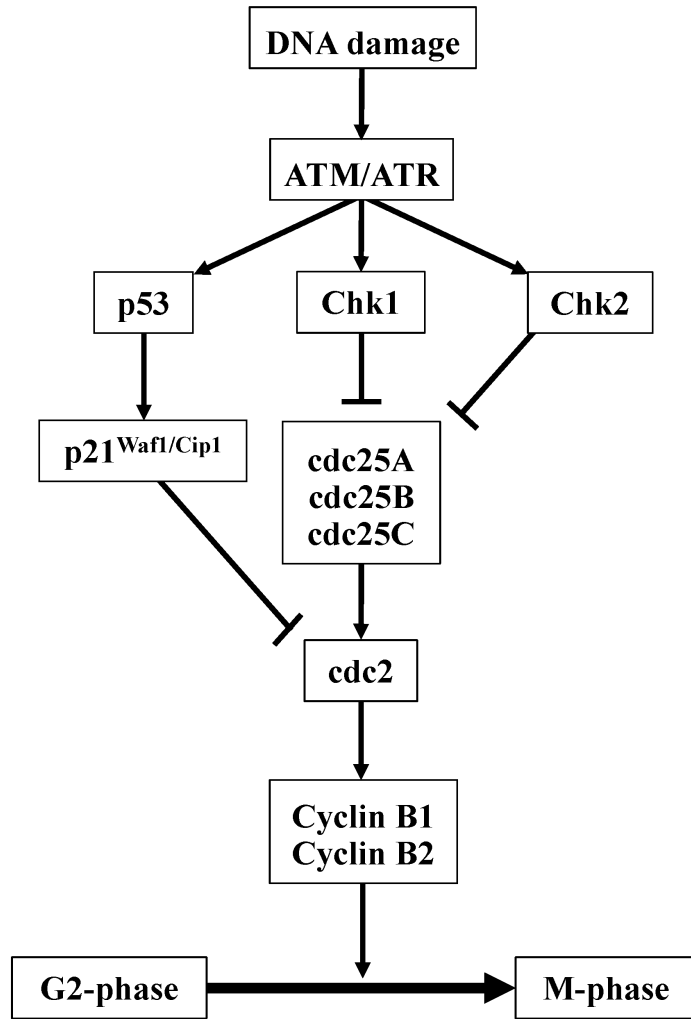 DNA damage
ATM/ATR
p53
Chk1
Chk2
p21Waf1/Cip1
cdc25A
cdc25B
cdc25C
cdc2
Cyclin B1
Cyclin B2
G2-phase
M-phase